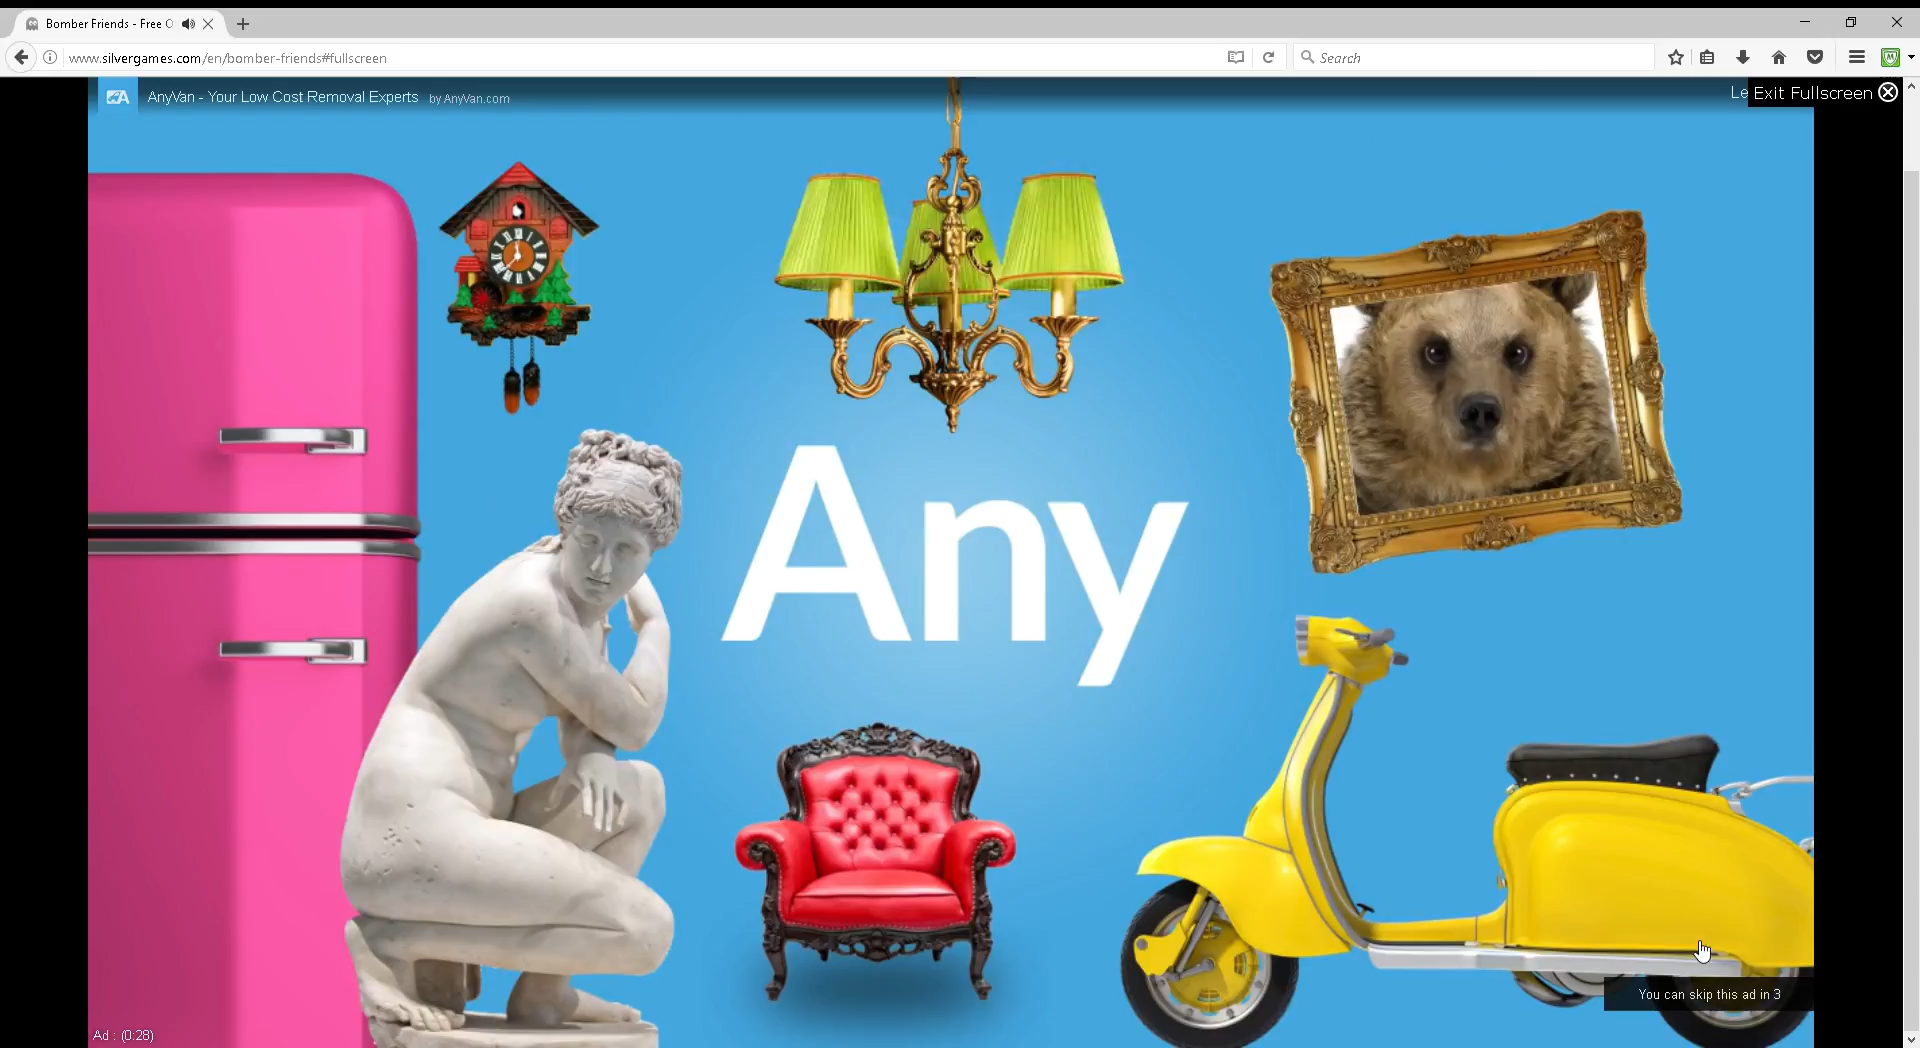 Bomber Friends - Free O
www.silvergames.com/en/bomber-friends#fullscreen
Search
AnyVan - Your Low Cost Removal Experts by AnyVan.com
Le
Exit Fullscreen
Any
You can skip this ad in 3
Ad : (0:28)